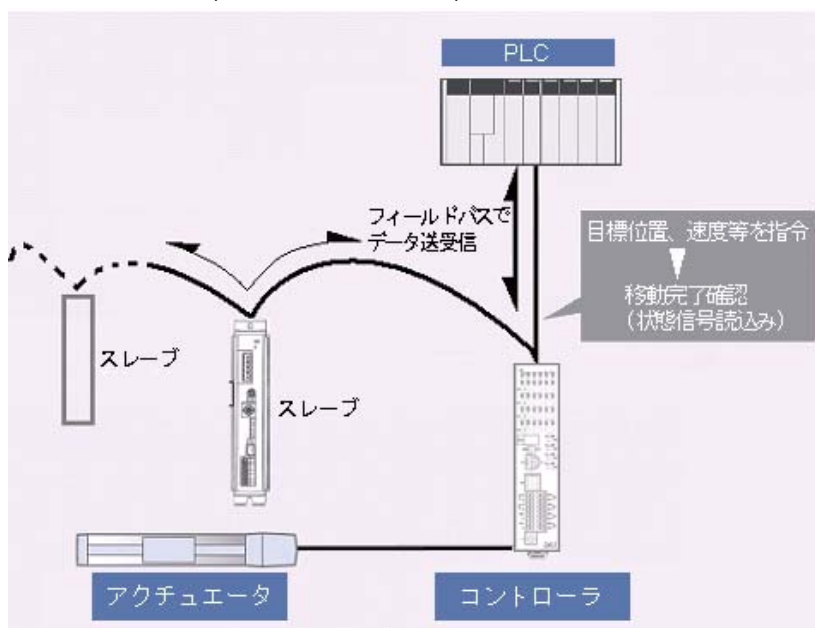 PLC
フィールドバスで
データ送受信
目標位置、速度等を指令
移動完了確認
（状態信号読込み）
スレーブ
スレーブ
アクチュエータ
コントローラ